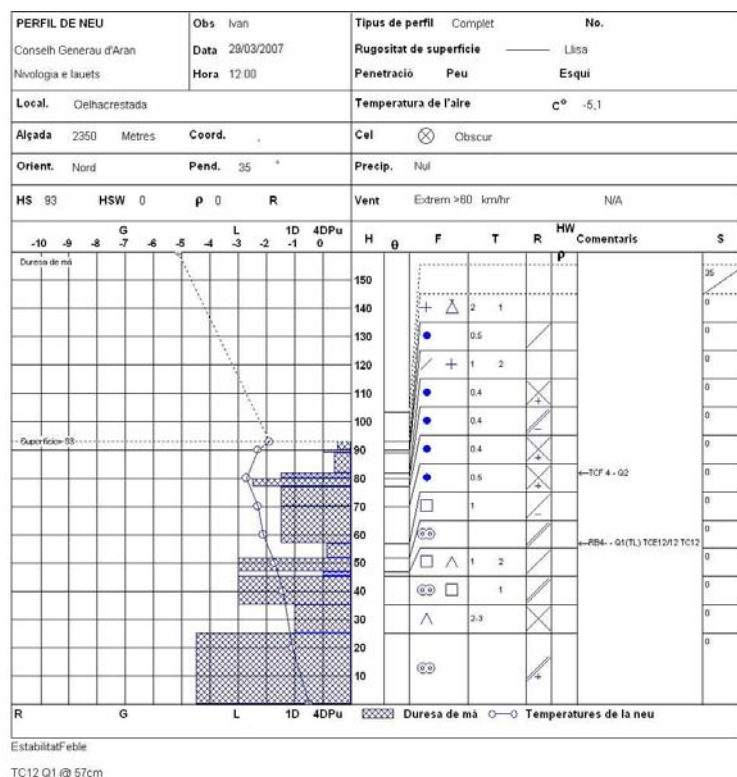 PERFIL DE NEU
Conselh Generau d'Aran
Nivologia e lauets
Obs Ivan
Data 29/03/2007
Hora 12:00
Tipus de perfil Complet No.
Rugositat de superfície Llisa
Penetració Peu Esquí
Local. Oelhacrestada
Temperatura de l'aire Cº -5,1
Alçada 2350 Metres Coord. ,
Cel Obscur
Orient. Nord Pend. 35 °
Precip. Nul
HS 93 HSW 0 ρ 0 R
Vent Extrem >60 km/hr N/A
G L 1D 4DPu
-10 -9 -8 -7 -6 -5 -4 -3 -2 -1 0
H θ F T R HW ρ Comentaris S
Duresa de mà
150
35
140
+ 2 1 0
130
0.5 0
120
+ 1 2 0
110
0.4 + 0
100
0.4 - 0
Superfície= 93
90
0.4 + 0
80
0.5 + ←TCF 4 - Q2 0
70
1 - 0
60
←RB4- - Q1(TL) TCE12/12 TC12 0
50
1 2 0
40
1 0
30
2-3 0
20
0
10
+
R G L 1D 4DPu
Duresa de mà Temperatures de la neu
EstabilitatFeble
TC12 Q1 @ 57cm